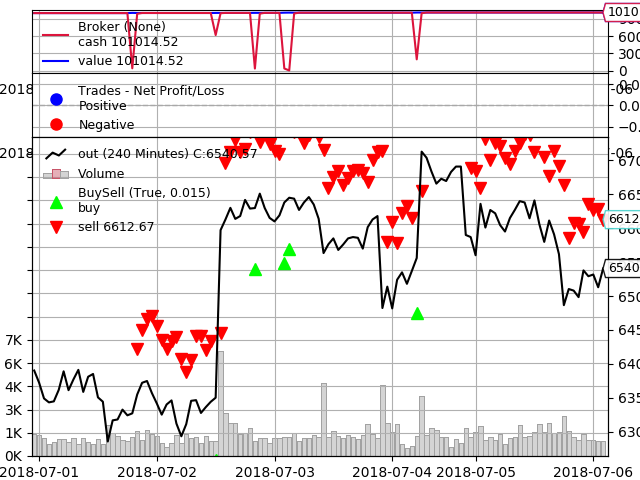 Broker (None)
cash 101014.52
value 101014.52
1010
600
300
0
2018
-06
Trades - Net Profit/Loss
Positive
Negative
0.0
2018
-06
out (240 Minutes) C:6540.57
Volume
BuySell (True, 0.015)
buy
sell 6612.67
670
665
6612
660
6540
650
645
640
635
630
7K
6K
4K
3K
1K
0K
2018-07-01
2018-07-02
2018-07-03
2018-07-04
2018-07-05
2018-07-06